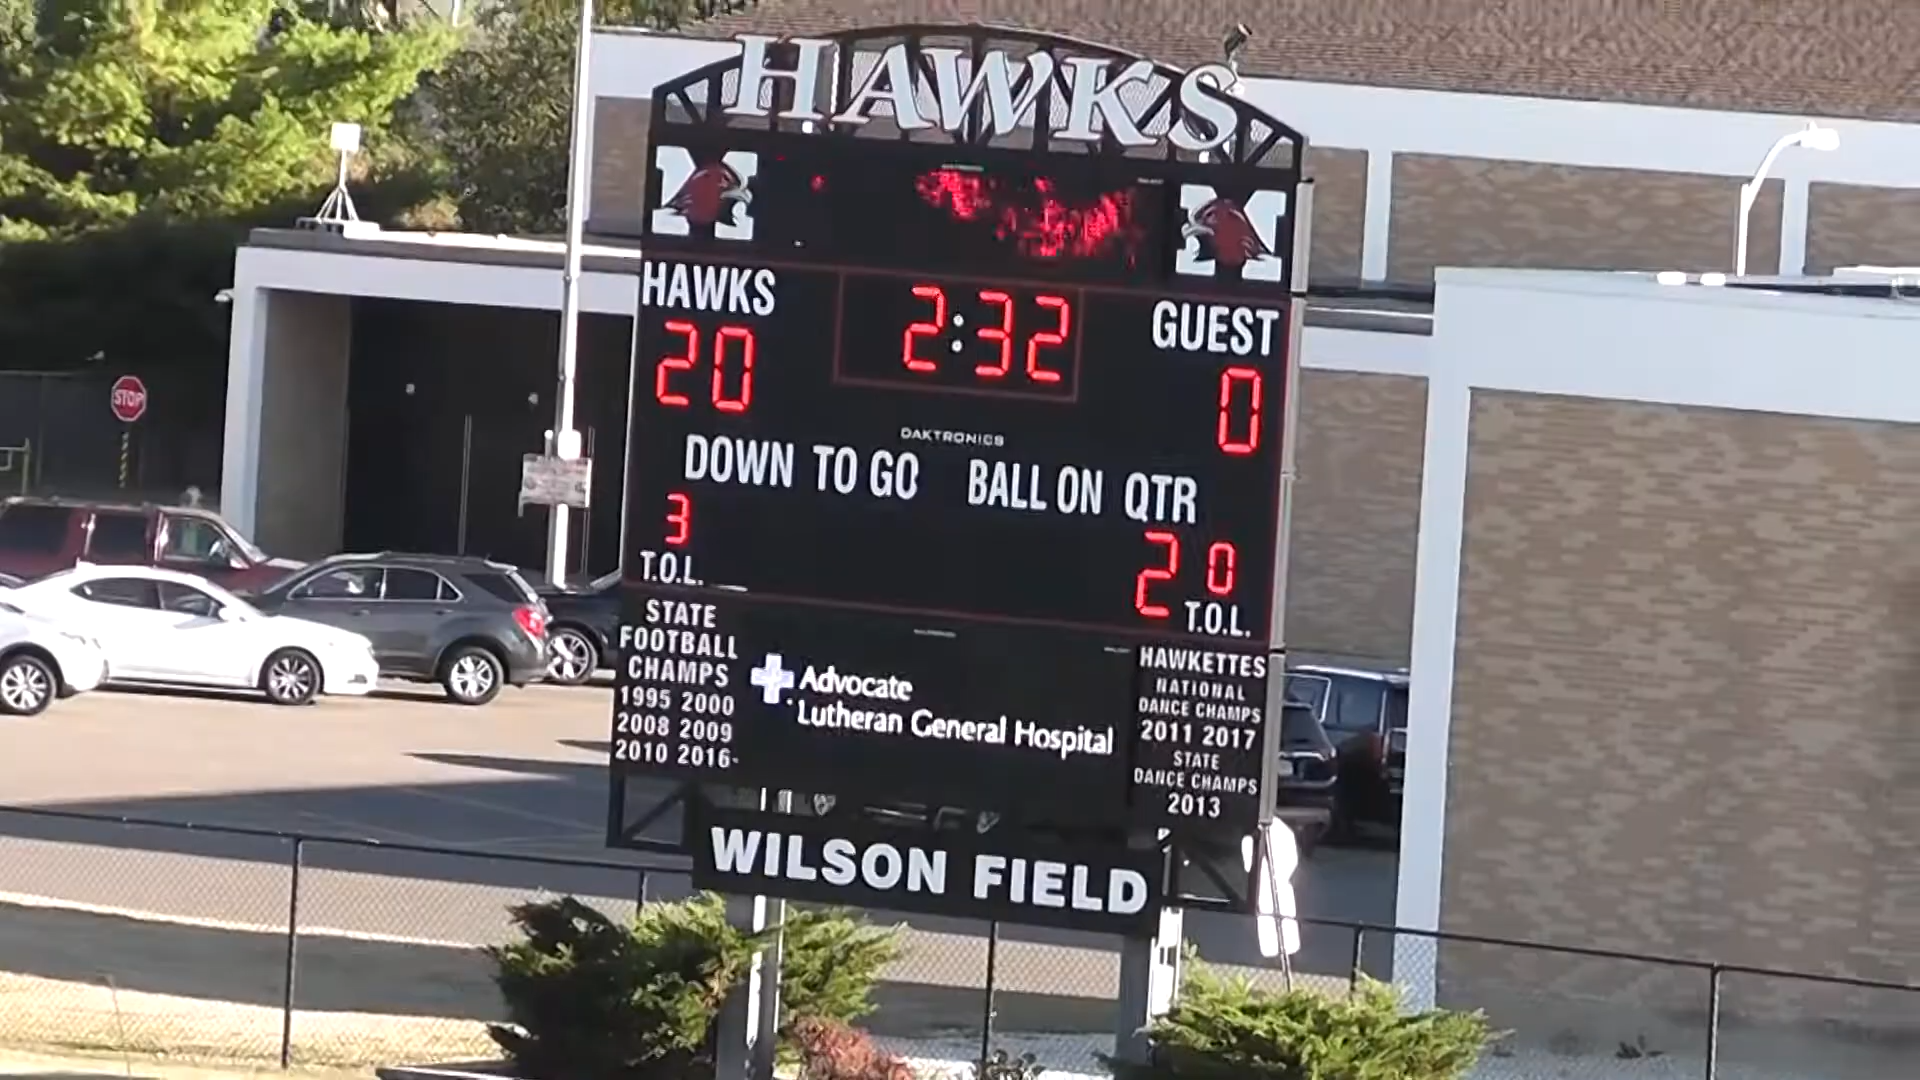 HAWKS
M
M
HAWKS
2:32
GUEST
20
0
DAKTRONICS
DOWN TO GO BALL ON QTR
3
2
0
T.O.L.
T.O.L.
STATE
FOOTBALL
CHAMPS
1995 2000
2008 2009
2010 2016
Advocate
Lutheran General Hospital
HAWKETTES
NATIONAL
DANCE CHAMPS
2011 2017
STATE
DANCE CHAMPS
2013
WILSON FIELD
STOP